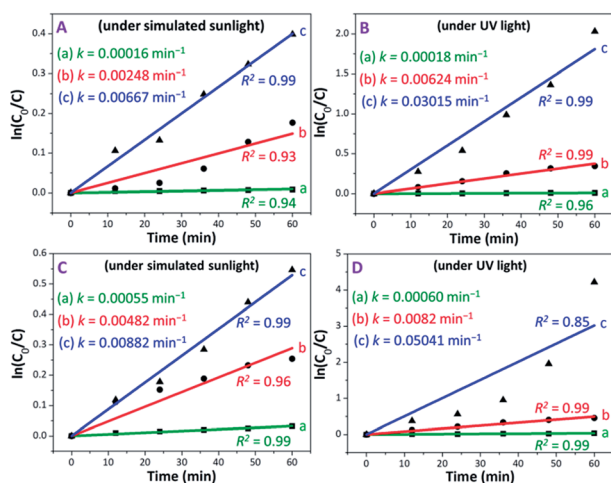 A (under simulated sunlight)
(a) k = 0.00016 min⁻¹
(b) k = 0.00248 min⁻¹
(c) k = 0.00667 min⁻¹
R² = 0.99
R² = 0.93
R² = 0.94
c
b
a
ln(C₀/C)
0.4
0.3
0.2
0.1
0.0
0 10 20 30 40 50 60
Time (min)
B (under UV light)
(a) k = 0.00018 min⁻¹
(b) k = 0.00624 min⁻¹
(c) k = 0.03015 min⁻¹
R² = 0.99
R² = 0.99
R² = 0.96
c
b
a
ln(C₀/C)
2.0
1.5
1.0
0.5
0.0
0 10 20 30 40 50 60
Time (min)
C (under simulated sunlight)
(a) k = 0.00055 min⁻¹
(b) k = 0.00482 min⁻¹
(c) k = 0.00882 min⁻¹
R² = 0.99
R² = 0.96
R² = 0.99
c
b
a
ln(C₀/C)
0.6
0.5
0.4
0.3
0.2
0.1
0.0
0 10 20 30 40 50 60
Time (min)
D (under UV light)
(a) k = 0.00060 min⁻¹
(b) k = 0.0082 min⁻¹
(c) k = 0.05041 min⁻¹
R² = 0.85
R² = 0.99
R² = 0.99
c
b
a
ln(C₀/C)
5
4
3
2
1
0
0 10 20 30 40 50 60
Time (min)